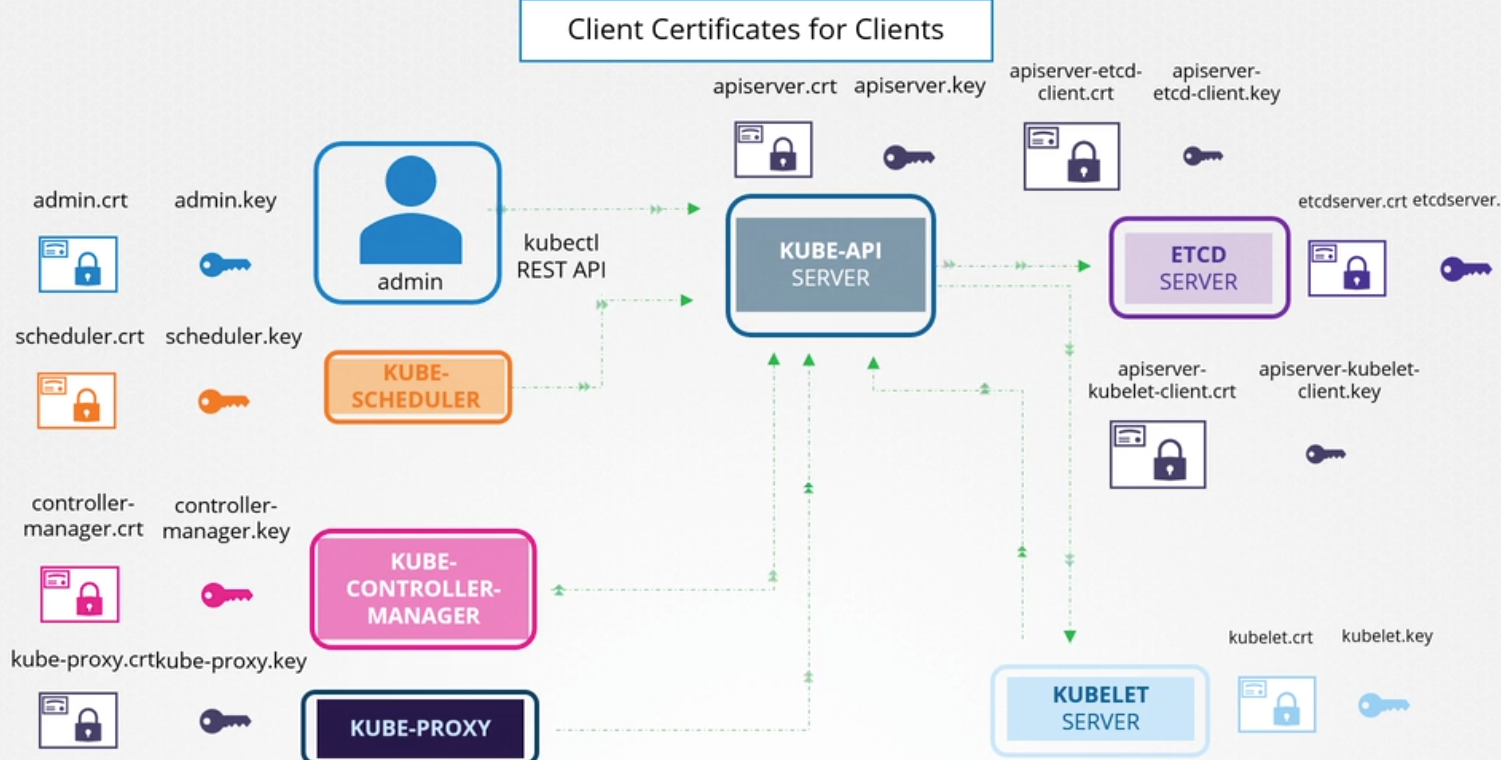 Client Certificates for Clients
apiserver.crt
apiserver.key
apiserver-etcd-
client.crt
apiserver-
etcd-client.key
admin.crt
admin.key
admin
kubectl
REST API
KUBE-API
SERVER
ETCD
SERVER
etcdserver.crt
etcdserver.
scheduler.crt
scheduler.key
KUBE-
SCHEDULER
apiserver-
kubelet-client.crt
apiserver-kubelet-
client.key
controller-
manager.crt
controller-
manager.key
KUBE-
CONTROLLER-
MANAGER
kube-proxy.crt
kube-proxy.key
KUBE-PROXY
KUBELET
SERVER
kubelet.crt
kubelet.key